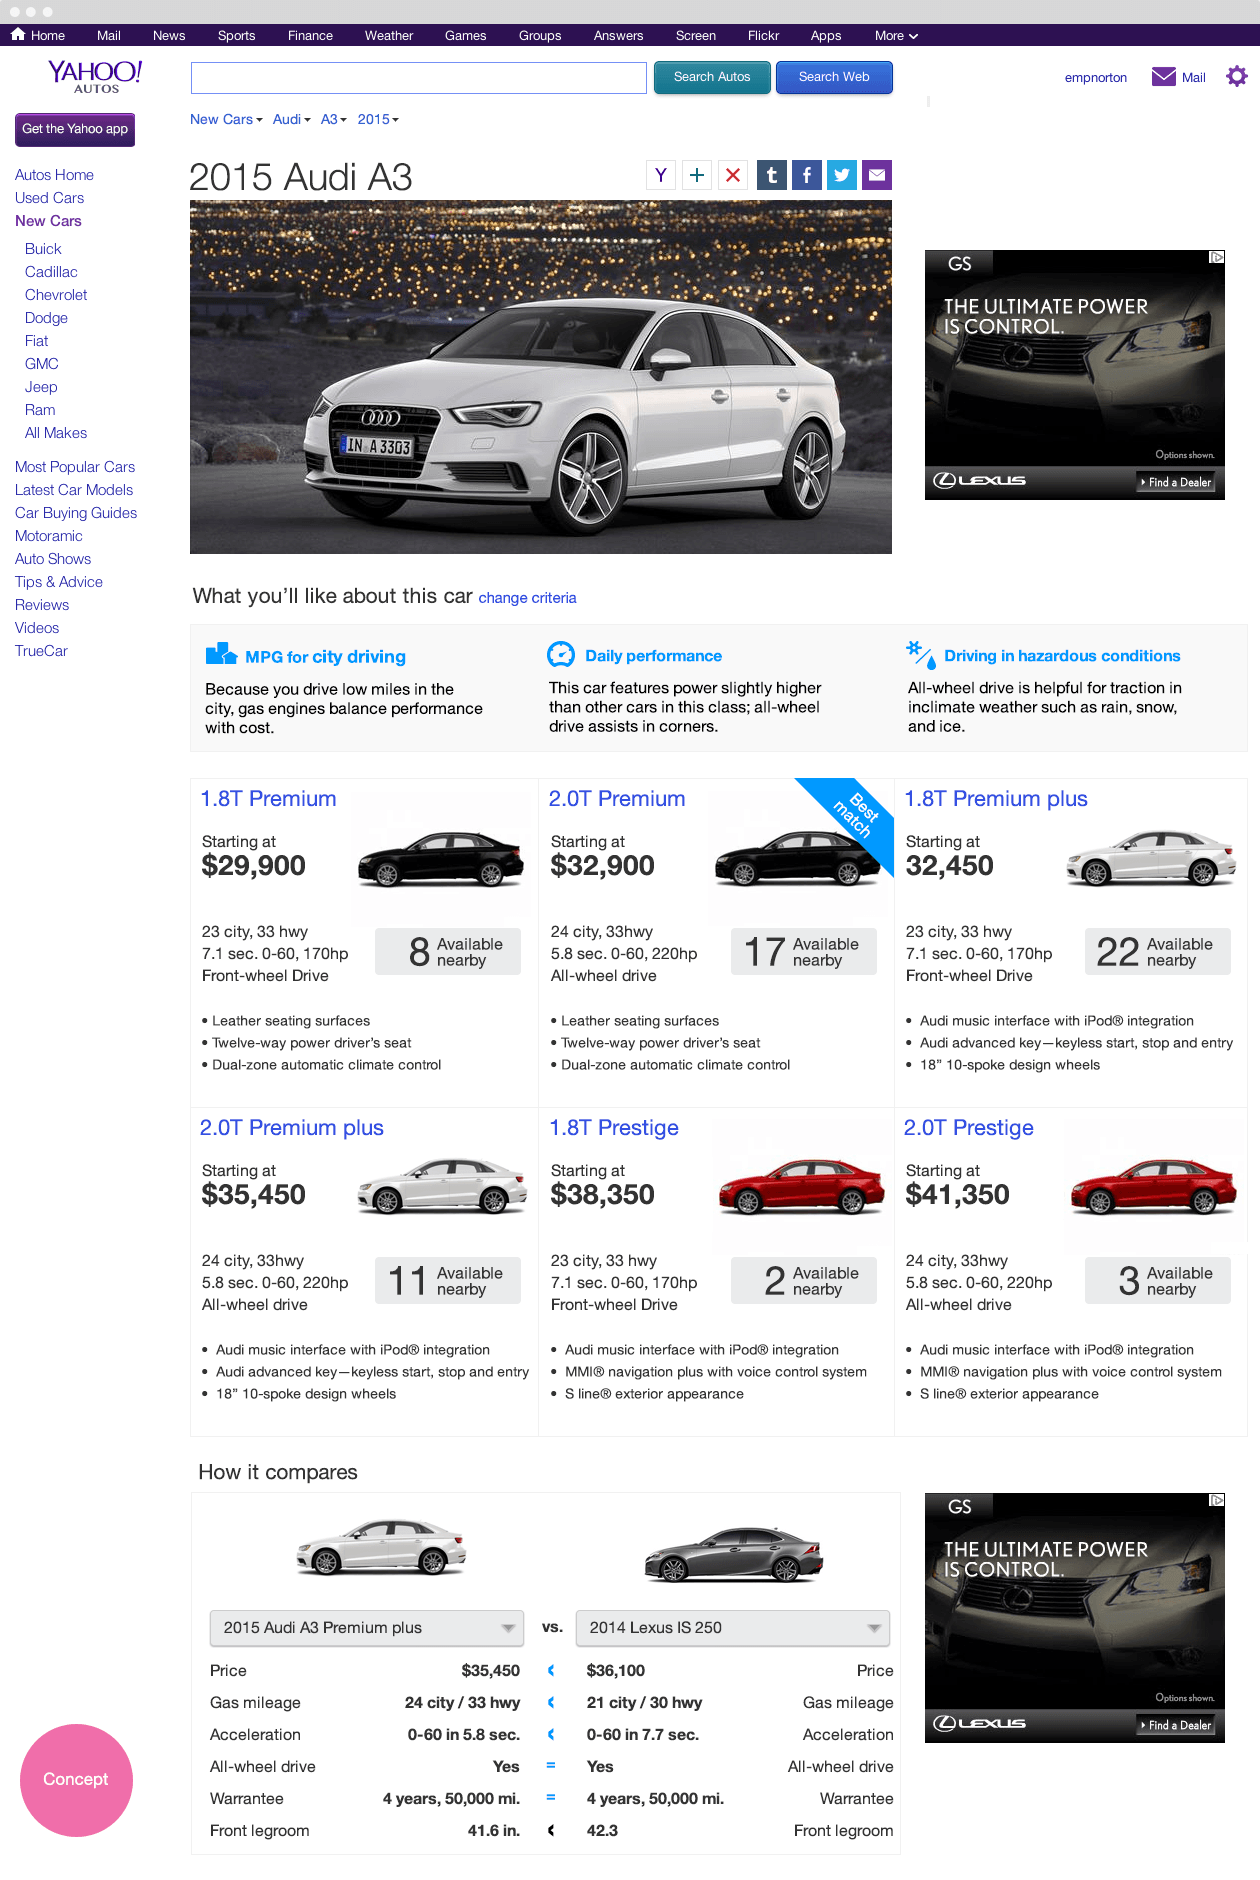 Home Mail News Sports Finance Weather Games Groups Answers Screen Flickr Apps More
YAHOO!
AUTOS
Search Autos
Search Web
empnorton
Mail
Get the Yahoo app
New Cars Audi A3 2015
Autos Home
Used Cars
New Cars
Buick
Cadillac
Chevrolet
Dodge
Fiat
GMC
Jeep
Ram
All Makes
Most Popular Cars
Latest Car Models
Car Buying Guides
Motoramic
Auto Shows
Tips & Advice
Reviews
Videos
TrueCar
2015 Audi A3
Y
t
f
IN A 3303
GS
THE ULTIMATE POWER
IS CONTROL.
Options shown.
LEXUS
Find a Dealer
What you’ll like about this car change criteria
MPG for city driving
Because you drive low miles in the
city, gas engines balance performance
with cost.
Daily performance
This car features power slightly higher
than other cars in this class; all-wheel
drive assists in corners.
Driving in hazardous conditions
All-wheel drive is helpful for traction in
inclimate weather such as rain, snow,
and ice.
1.8T Premium
Starting at
$29,900
23 city, 33 hwy
7.1 sec. 0-60, 170hp
Front-wheel Drive
8 Available
nearby
• Leather seating surfaces
• Twelve-way power driver’s seat
• Dual-zone automatic climate control
2.0T Premium
Best
match
Starting at
$32,900
24 city, 33hwy
5.8 sec. 0-60, 220hp
All-wheel drive
17 Available
nearby
• Leather seating surfaces
• Twelve-way power driver’s seat
• Dual-zone automatic climate control
1.8T Premium plus
Starting at
32,450
23 city, 33 hwy
7.1 sec. 0-60, 170hp
Front-wheel Drive
22 Available
nearby
• Audi music interface with iPod® integration
• Audi advanced key—keyless start, stop and entry
• 18” 10-spoke design wheels
2.0T Premium plus
Starting at
$35,450
24 city, 33hwy
5.8 sec. 0-60, 220hp
All-wheel drive
11 Available
nearby
• Audi music interface with iPod® integration
• Audi advanced key—keyless start, stop and entry
• 18” 10-spoke design wheels
1.8T Prestige
Starting at
$38,350
23 city, 33 hwy
7.1 sec. 0-60, 170hp
Front-wheel Drive
2 Available
nearby
• Audi music interface with iPod® integration
• MMI® navigation plus with voice control system
• S line® exterior appearance
2.0T Prestige
Starting at
$41,350
24 city, 33hwy
5.8 sec. 0-60, 220hp
All-wheel drive
3 Available
nearby
• Audi music interface with iPod® integration
• MMI® navigation plus with voice control system
• S line® exterior appearance
How it compares
2015 Audi A3 Premium plus vs. 2014 Lexus IS 250
Price $35,450 $36,100 Price
Gas mileage 24 city / 33 hwy 21 city / 30 hwy Gas mileage
Acceleration 0-60 in 5.8 sec. 0-60 in 7.7 sec. Acceleration
All-wheel drive Yes = Yes All-wheel drive
Warrantee 4 years, 50,000 mi. = 4 years, 50,000 mi. Warrantee
Front legroom 41.6 in. 42.3 Front legroom
GS
THE ULTIMATE POWER
IS CONTROL.
Options shown.
LEXUS
Find a Dealer
Concept